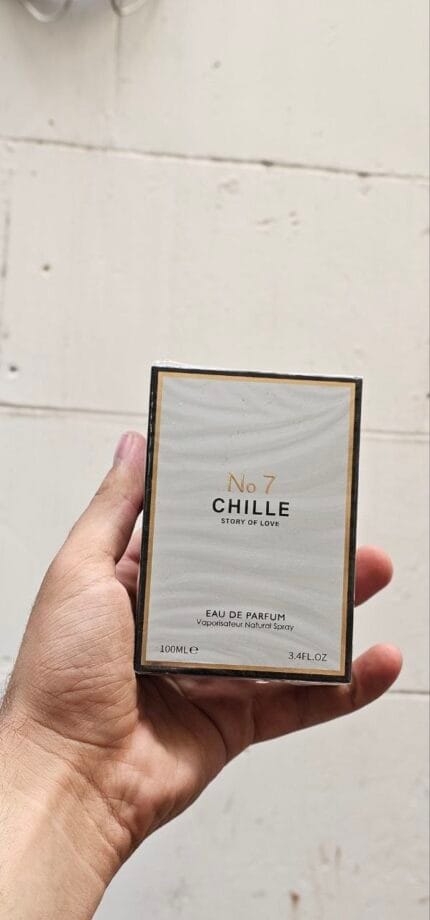 No 7
CHILLE
STORY OF LOVE
EAU DE PARFUM
Vaporisateur Natural Spray
100ML℮
3.4FL.OZ